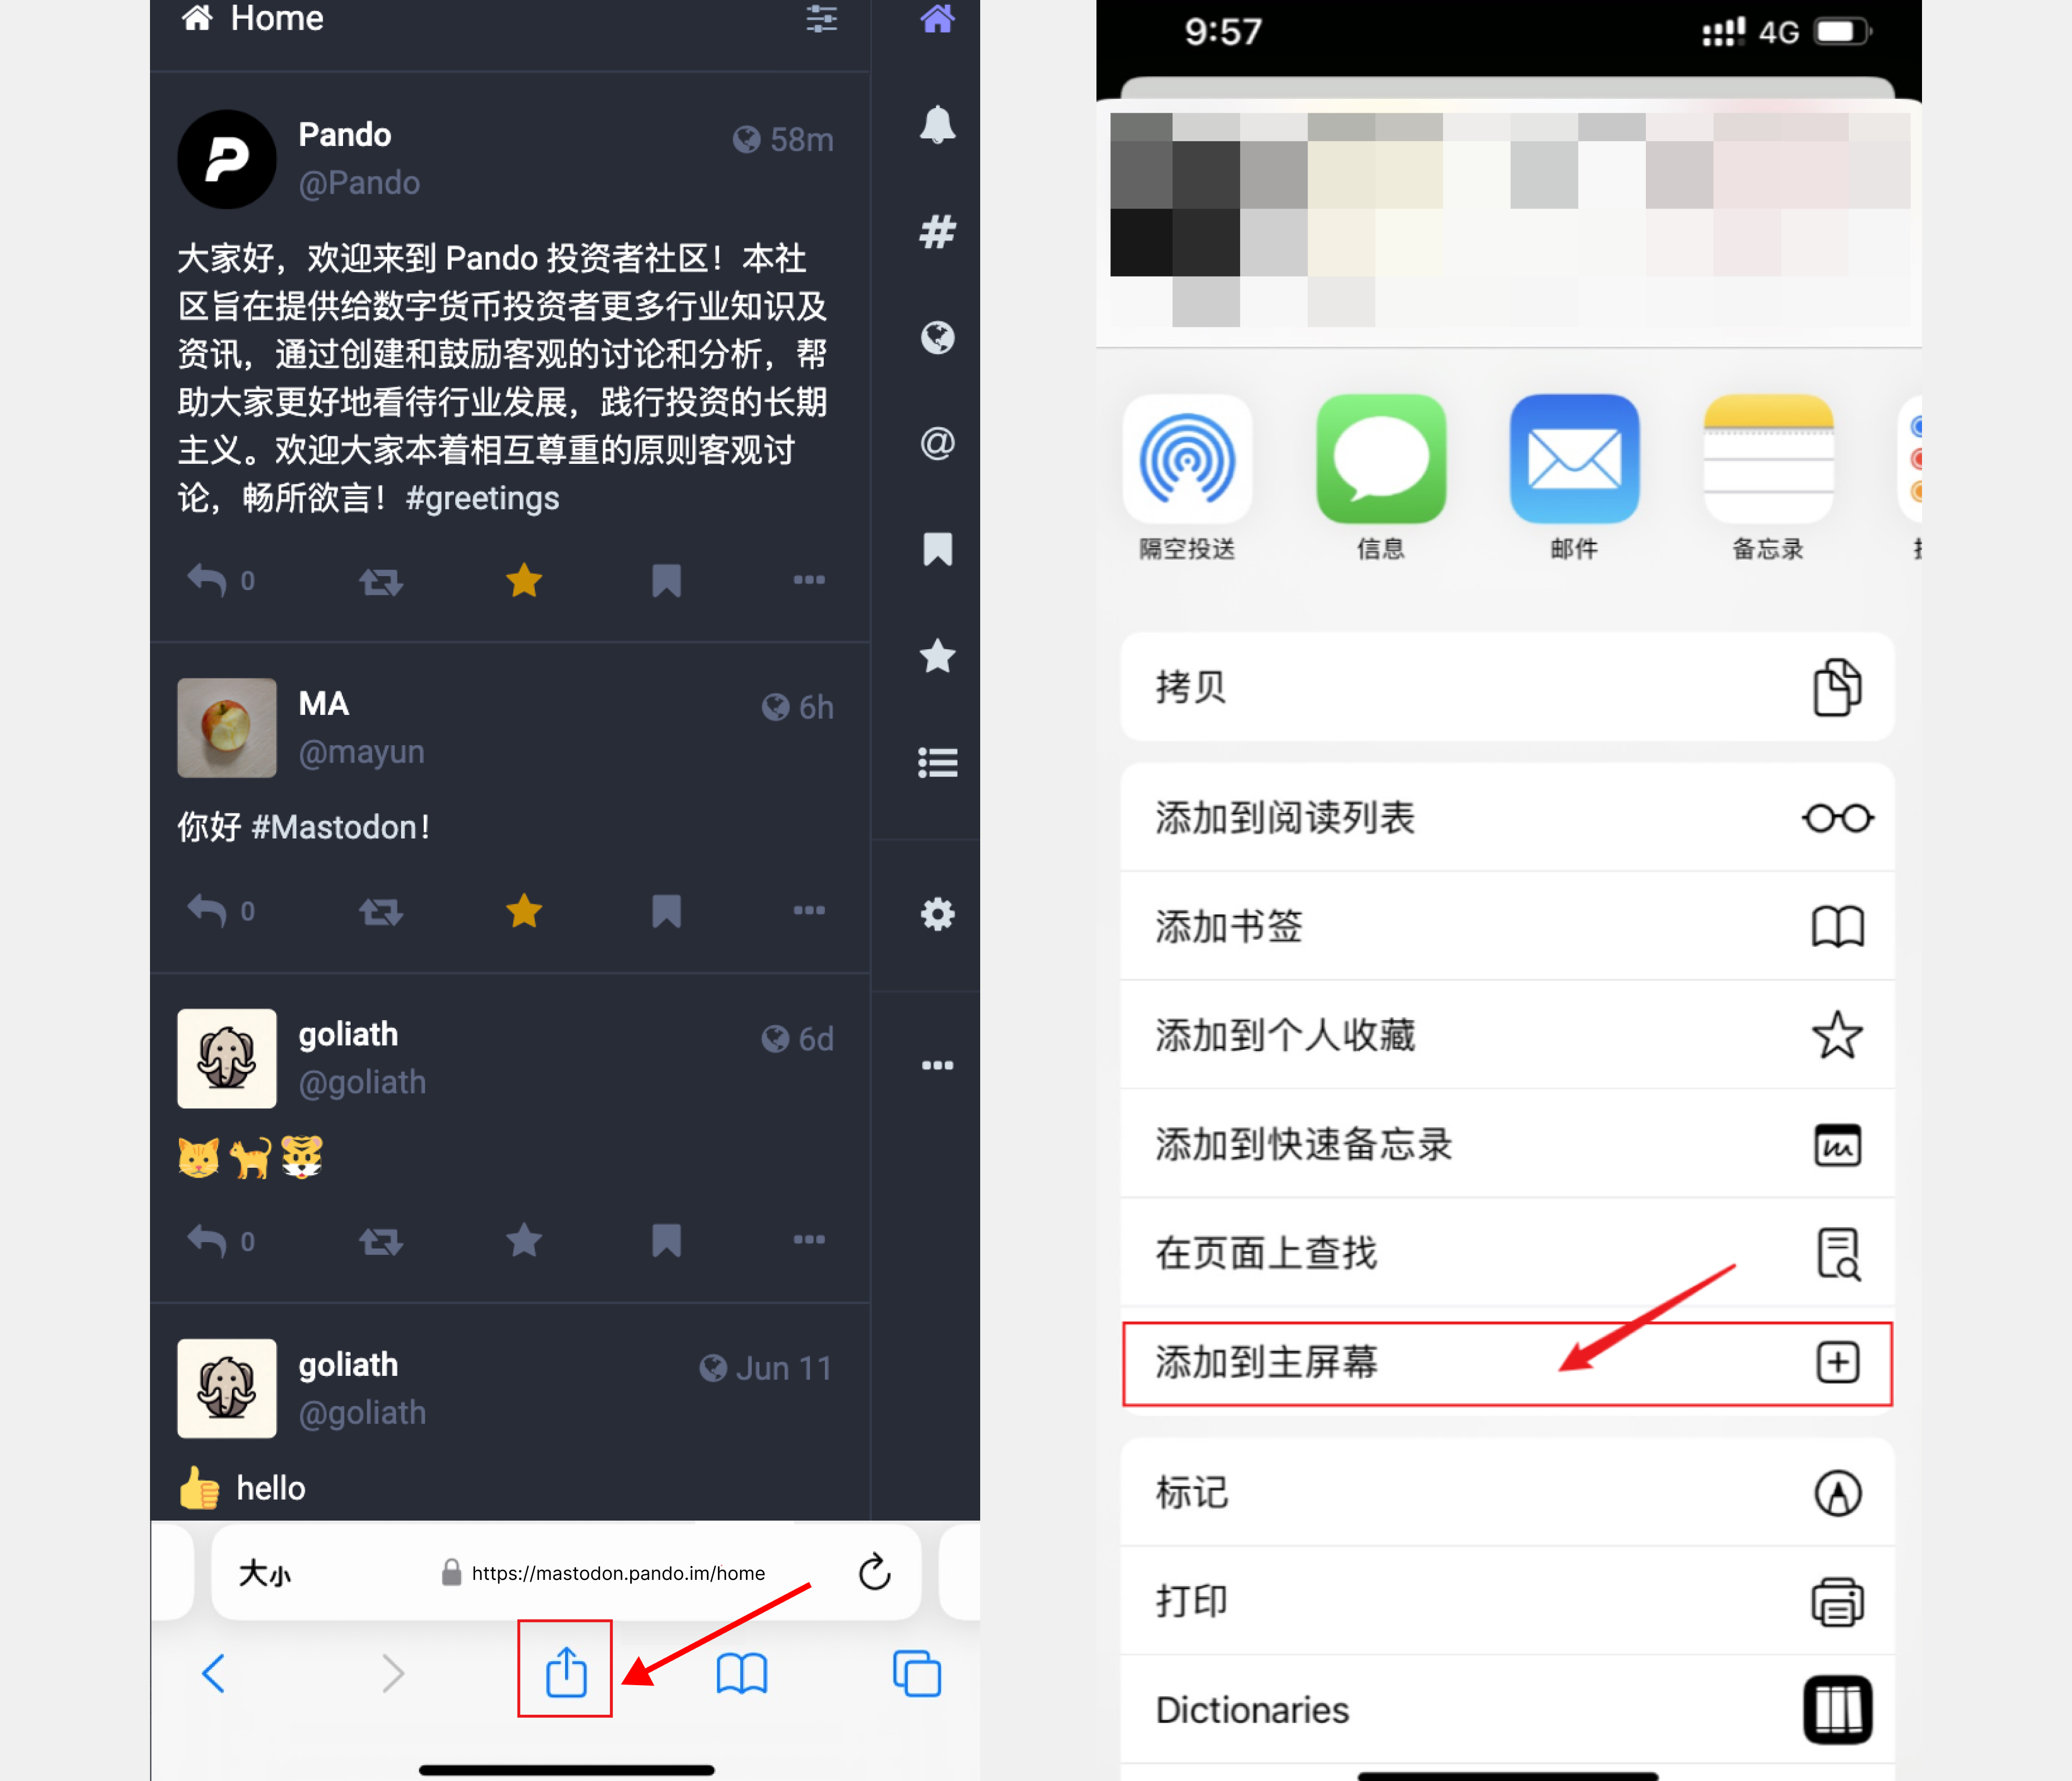 Home
Pando
58m
@Pando
大家好，欢迎来到 Pando 投资者社区！本社
区旨在提供给数字货币投资者更多行业知识及
资讯，通过创建和鼓励客观的讨论和分析，帮
助大家更好地看待行业发展，践行投资的长期
主义。欢迎大家本着相互尊重的原则客观讨
论，畅所欲言！#greetings
0
MA
6h
@mayun
你好 #Mastodon！
0
goliath
6d
@goliath
0
goliath
Jun 11
@goliath
hello
大小
https://mastodon.pando.im/home
9:57
4G
隔空投送
信息
邮件
备忘录
拷贝
添加到阅读列表
添加书签
添加到个人收藏
添加到快速备忘录
在页面上查找
添加到主屏幕
标记
打印
Dictionaries